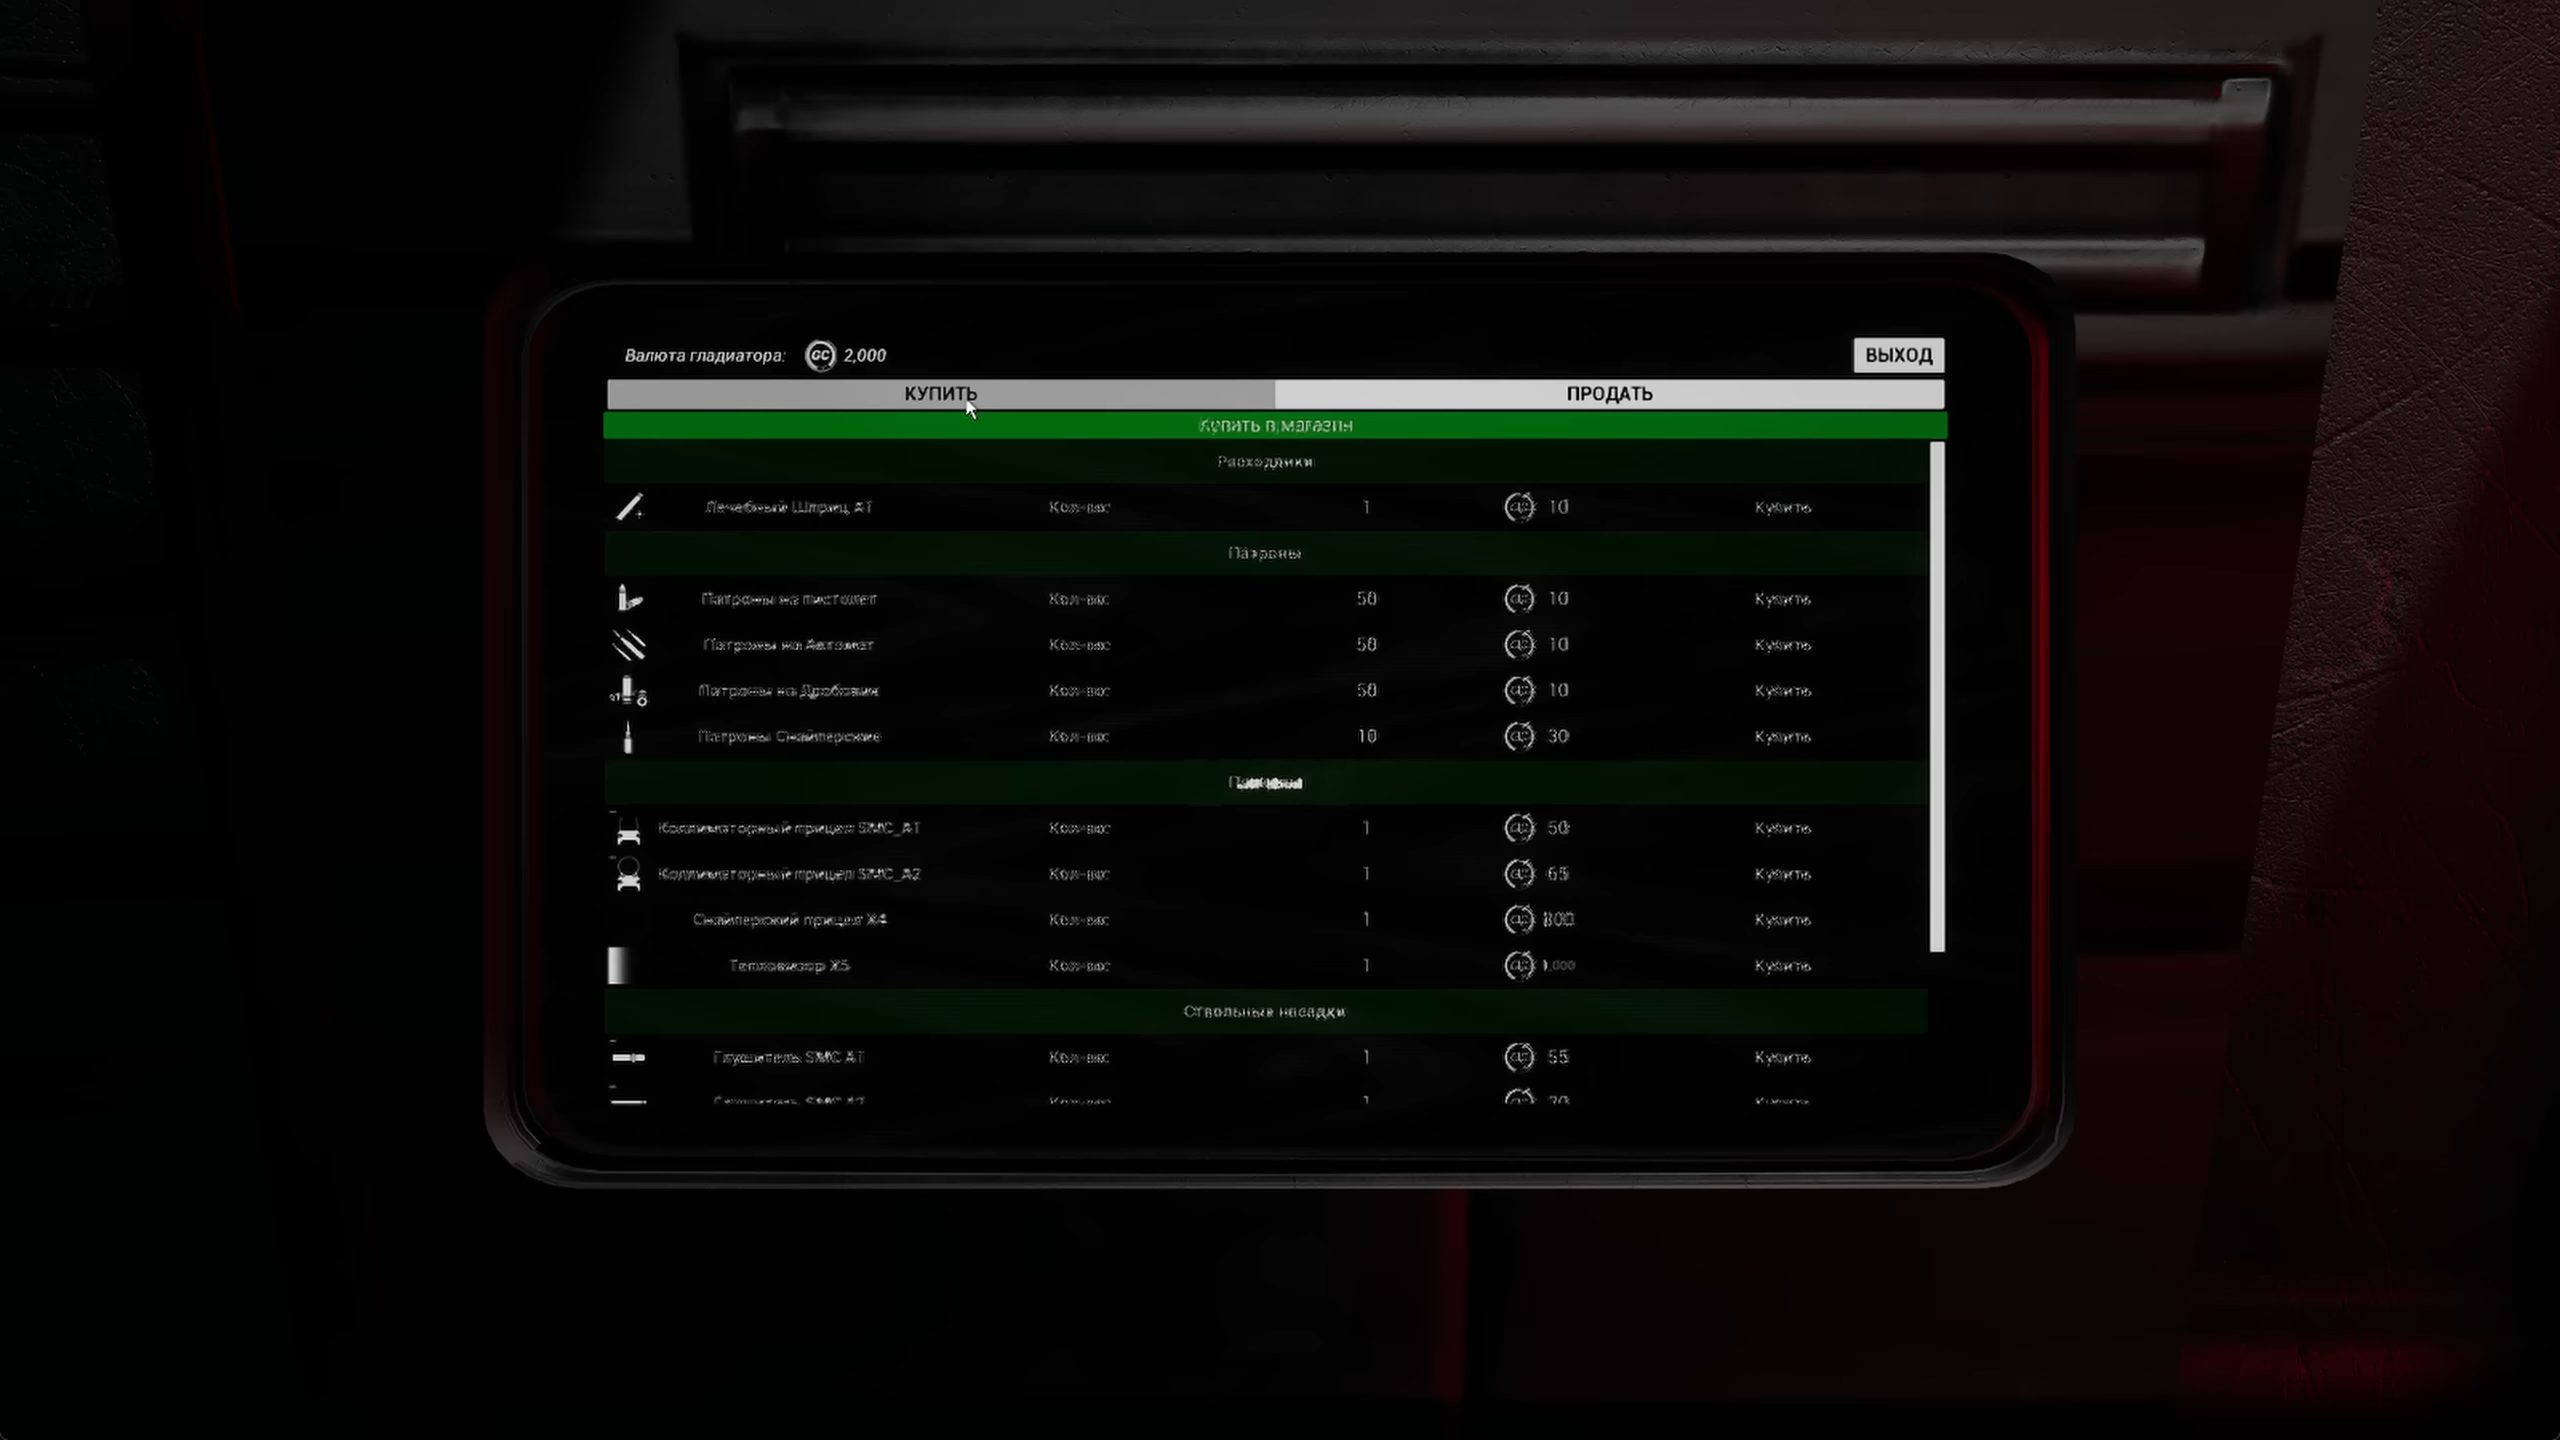 Валюта гладиатора: GC 2,000
ВЫХОД
КУПИТЬ ПРОДАТЬ
Купить в магазин
Расходники
Лечебный Шприц А1 Кол-во: 1 10 Купить
Патроны
Патроны на пистолет Кол-во: 50 10 Купить
Патроны на Автомат Кол-во: 50 10 Купить
Патроны на Дробовик Кол-во: 50 10 Купить
Патроны Снайперские Кол-во: 10 30 Купить
Коллиматорный прицел SMC_A1 Кол-во: 1 50 Купить
Коллиматорный прицел SMC_A2 Кол-во: 1 65 Купить
Снайперский прицел X4 Кол-во: 1 Купить
Тепловизор X5 Кол-во: 1 1,000 Купить
Ствольные насадки
Глушитель SMC A1 Кол-во: 1 55 Купить